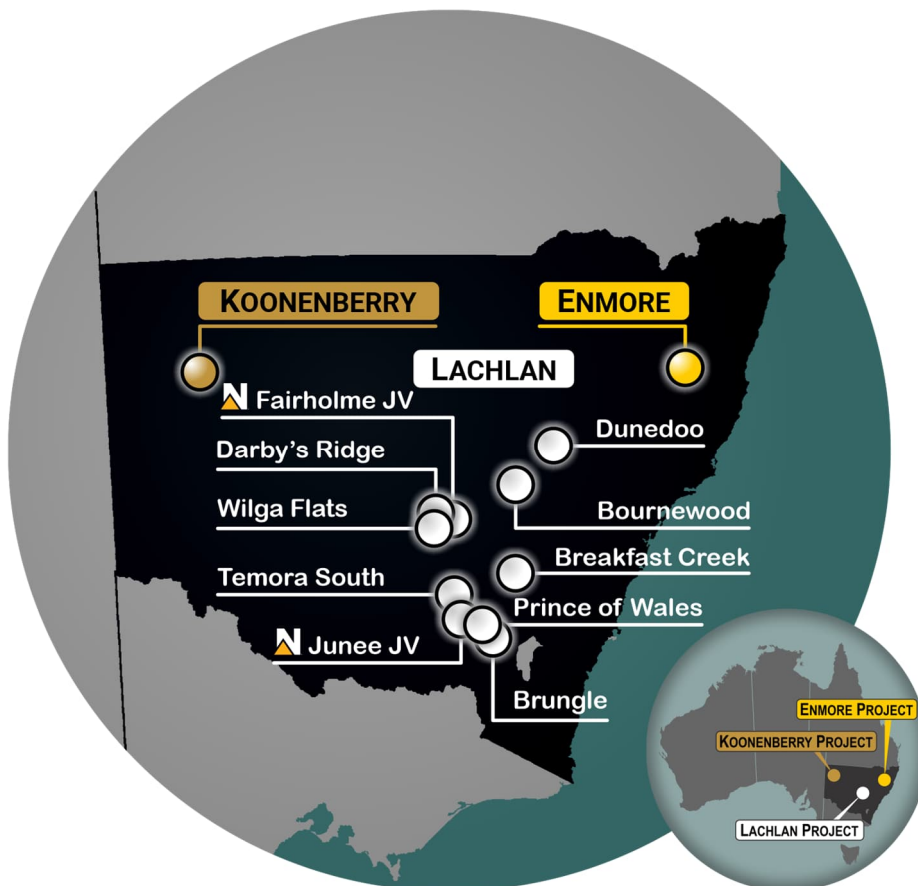 KOONENBERRY
ENMORE
LACHLAN
N Fairholme JV
Darby's Ridge
Dunedoo
Wilga Flats
Bournewood
Breakfast Creek
Temora South
Prince of Wales
N Junee JV
Brungle
ENMORE PROJECT
KOONENBERRY PROJECT
LACHLAN PROJECT